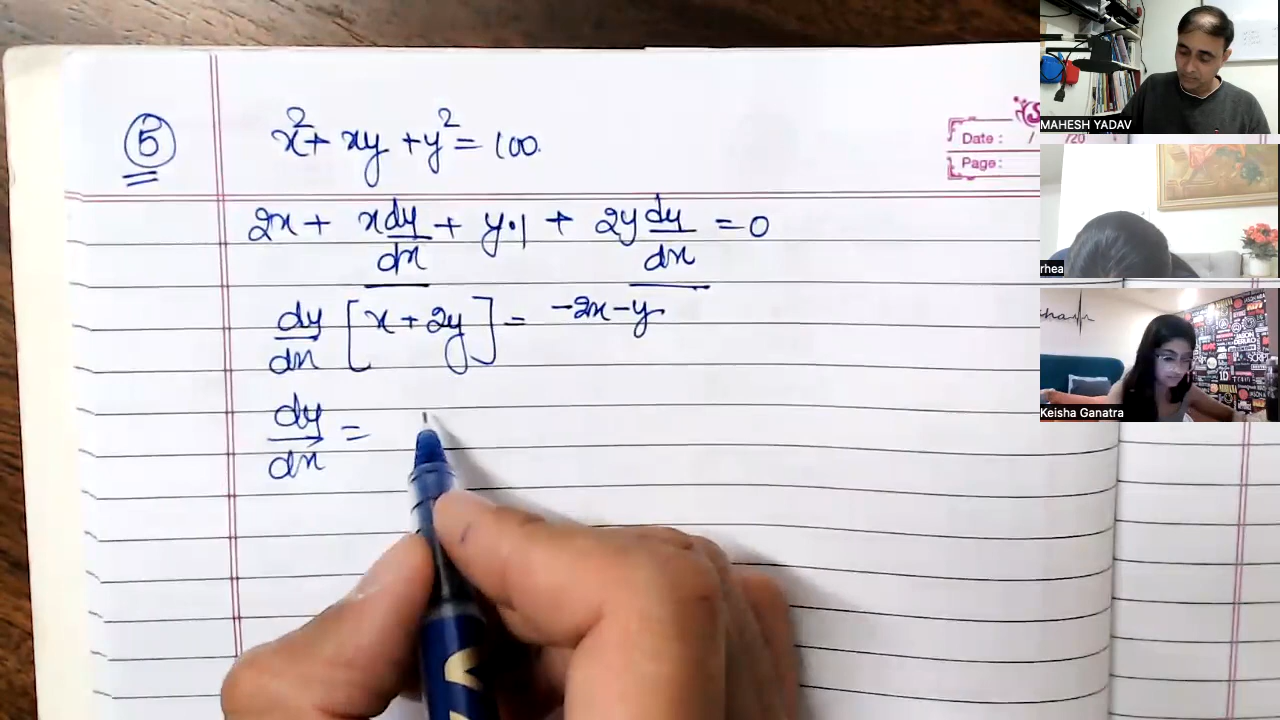 5 x² + xy + y² = 100.
2x + x dy/dx + y·1 + 2y dy/dx = 0
dy/dx [x + 2y] = -2x - y
dy/dx =
Date : / /20
Page:
MAHESH YADAV
rhea
Keisha Ganatra